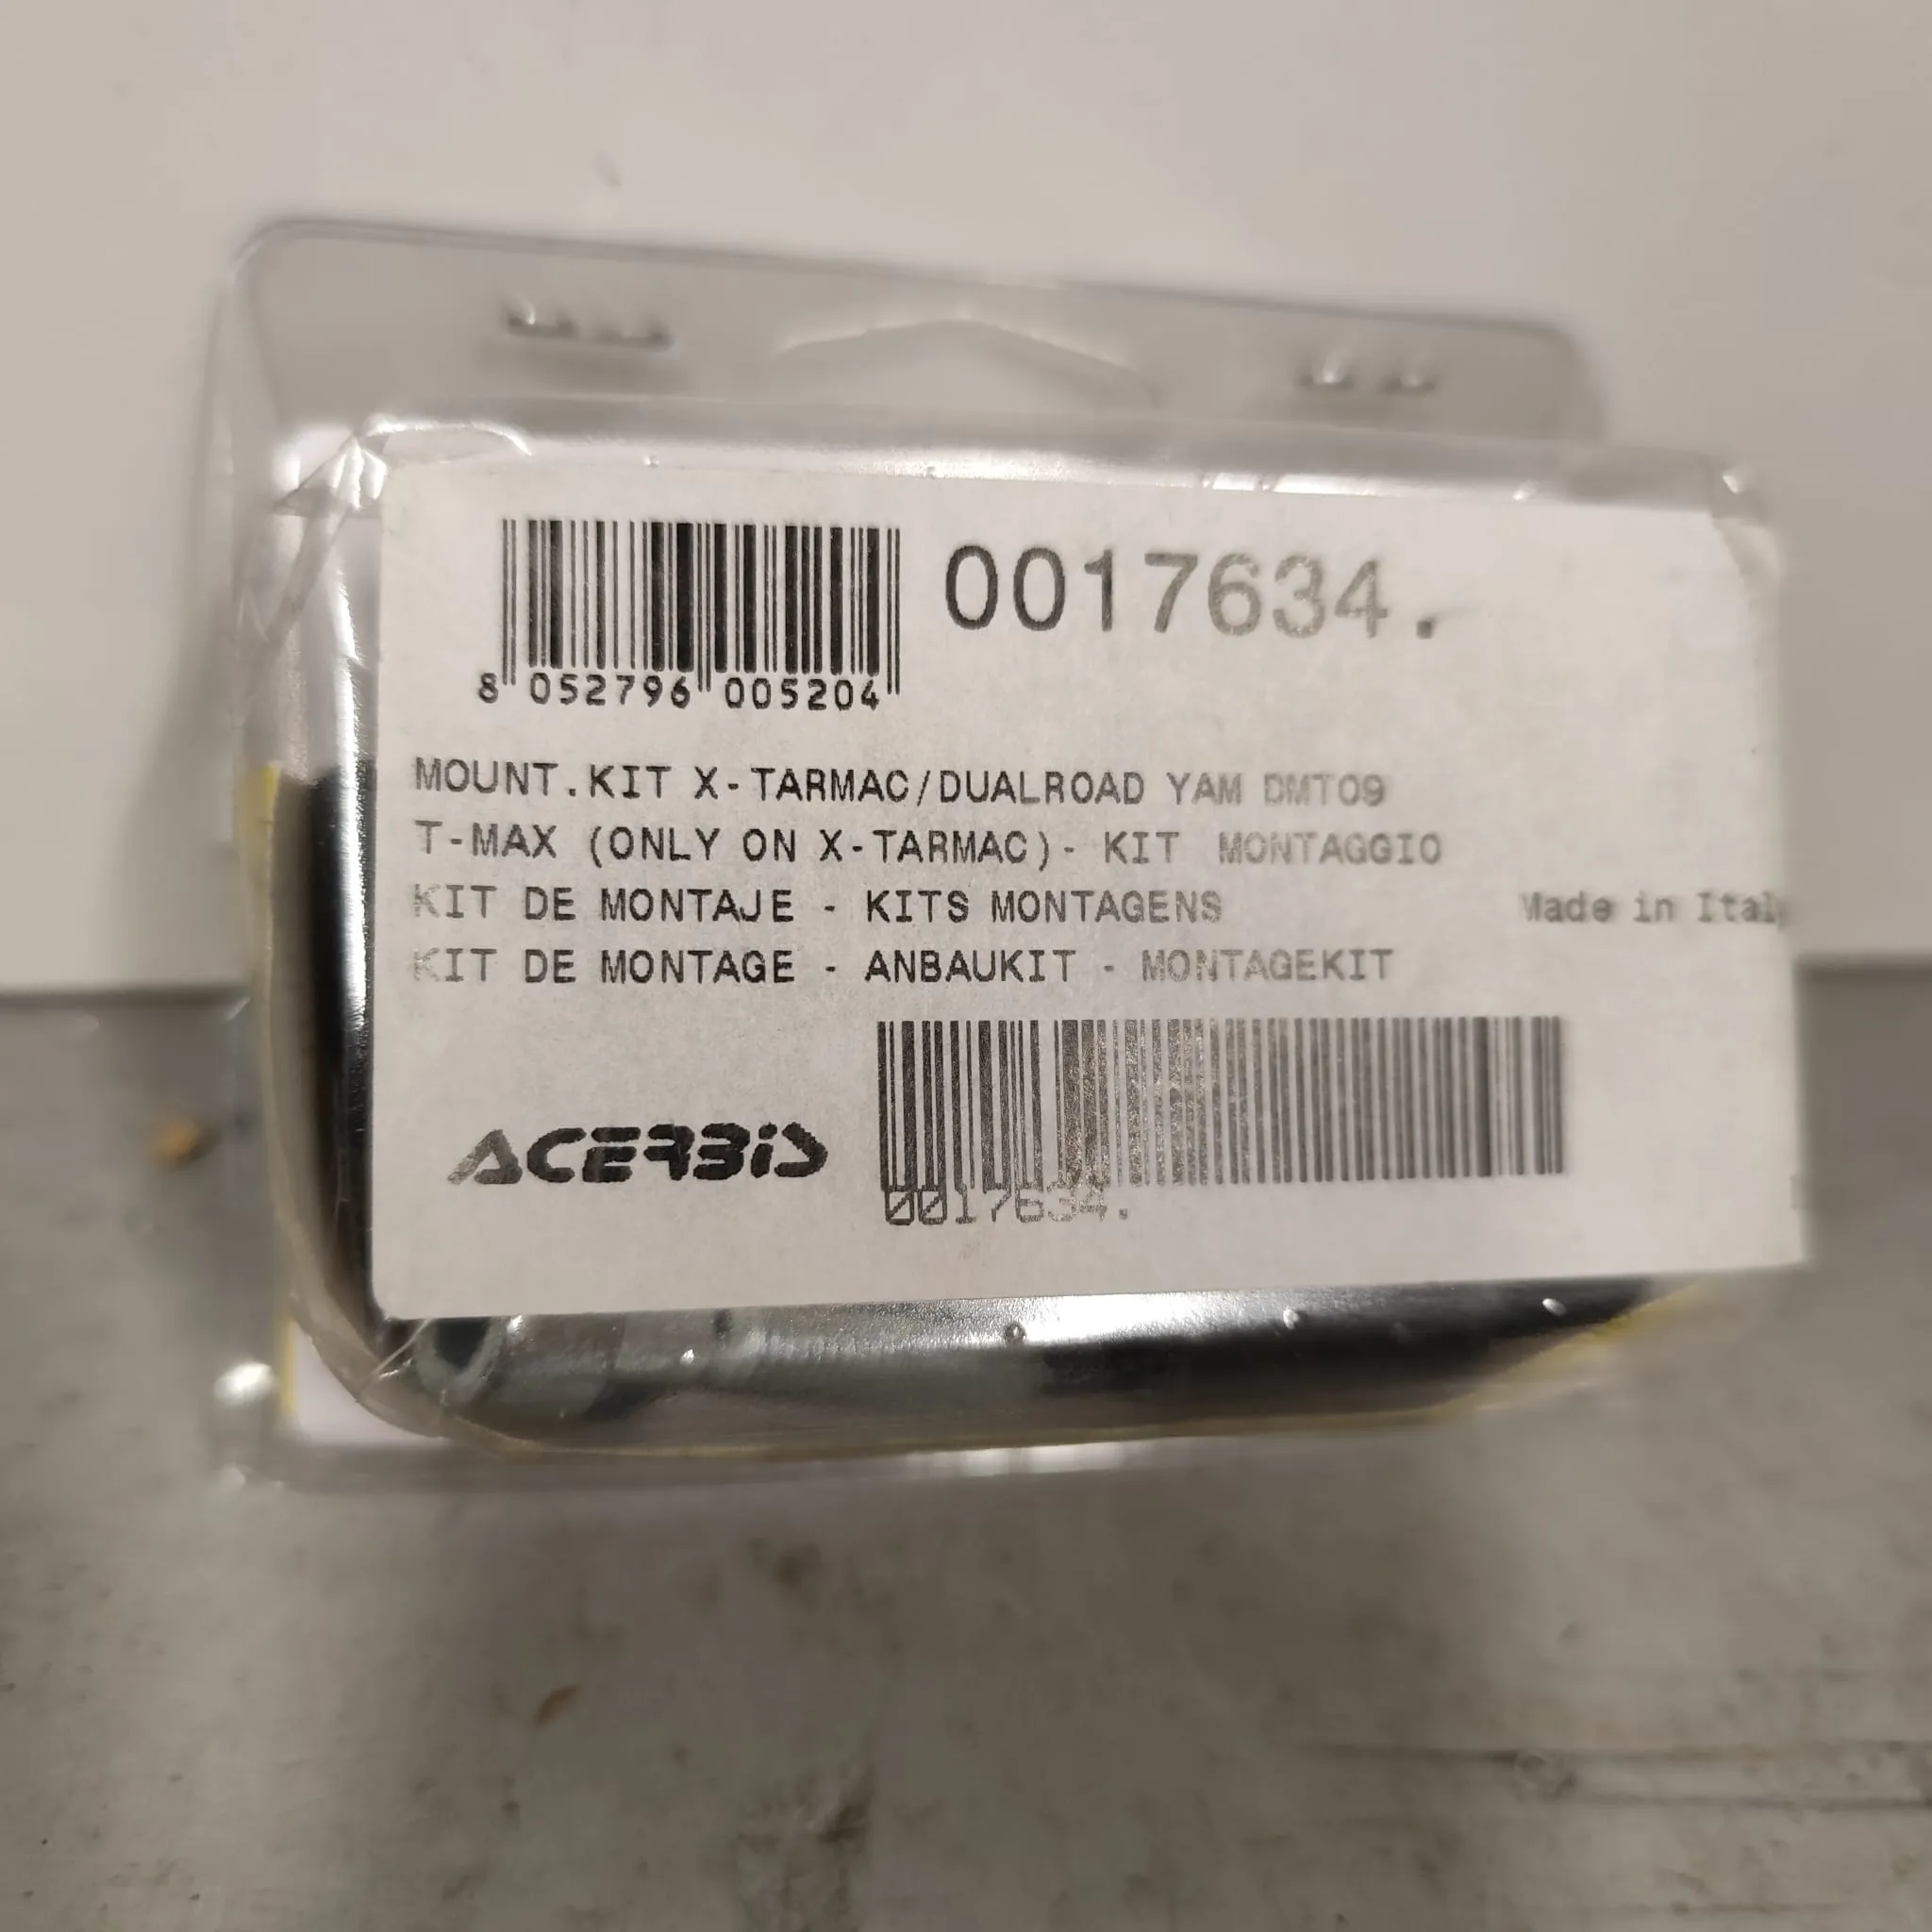 0017634.
8 052796 005204
MOUNT.KIT X-TARMAC/DUALROAD YAM DMT09
T-MAX (ONLY ON X-TARMAC)- KIT MONTAGGIO
KIT DE MONTAJE - KITS MONTAGENS
Made in Italy
KIT DE MONTAGE - ANBAUKIT - MONTAGEKIT
ACERBIS
0017634.